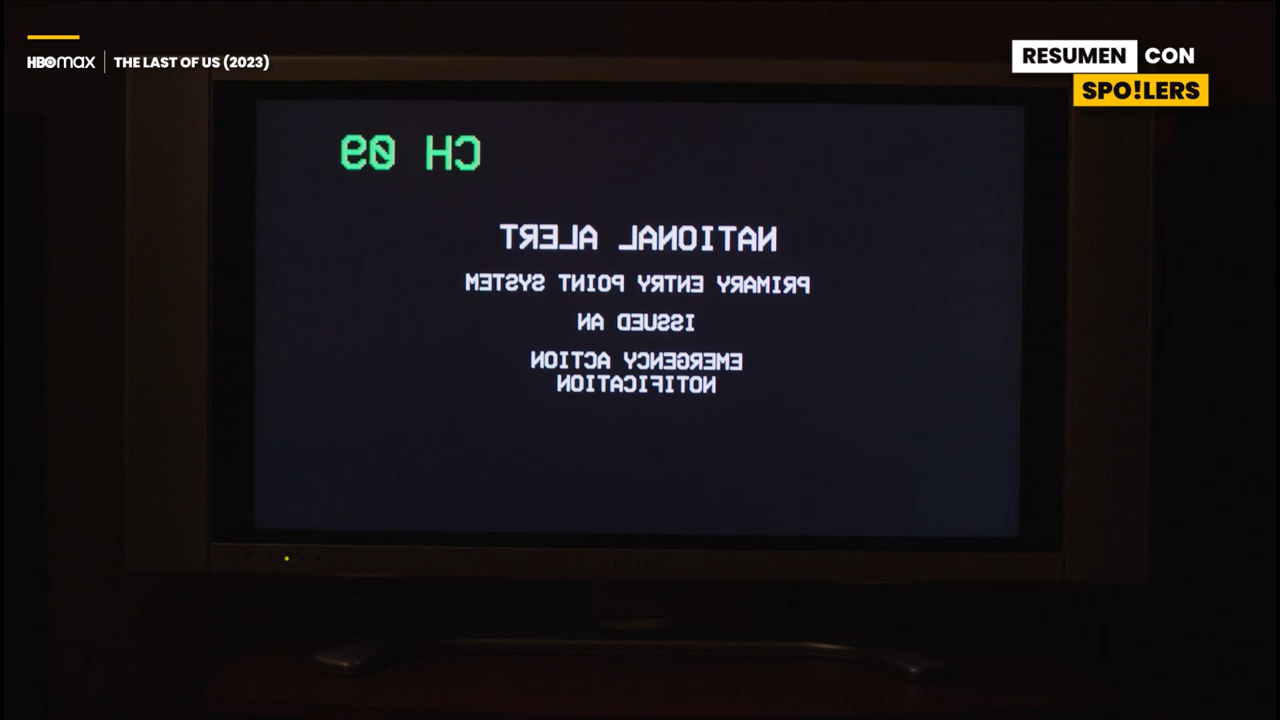 HBOmax | THE LAST OF US (2023)
RESUMEN CON
SPO!LERS
CH 09
NATIONAL ALERT
PRIMARY ENTRY POINT SYSTEM
ISSUED AN
EMERGENCY ACTION
NOTIFICATION